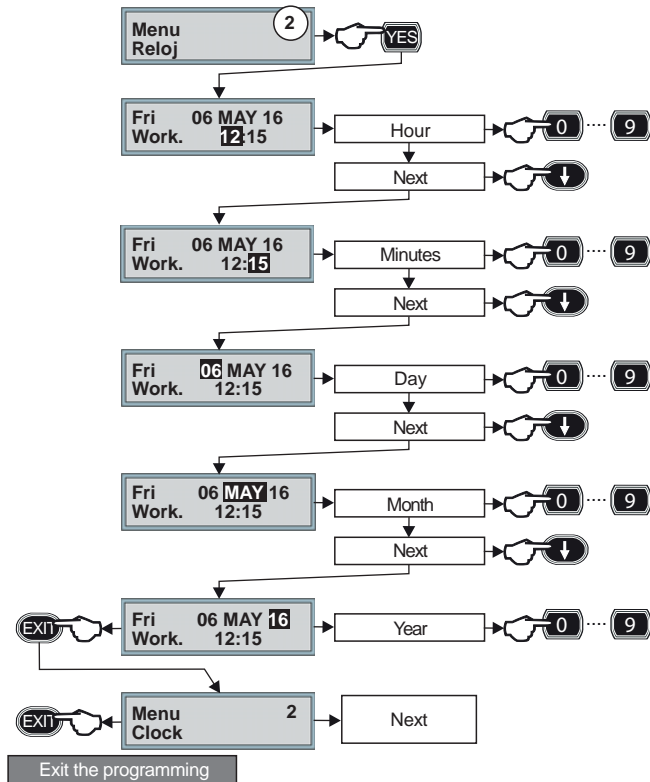 Menu 2
Reloj
YES
Fri 06 MAY 16
Work. 12:15
Hour
0 .... 9
Next
Fri 06 MAY 16
Work. 12:15
Minutes
0 .... 9
Next
Fri 06 MAY 16
Work. 12:15
Day
0 .... 9
Next
Fri 06 MAY 16
Work. 12:15
Month
0 .... 9
Next
EXIT
Fri 06 MAY 16
Work. 12:15
Year
0 .... 9
EXIT
Menu 2
Clock
Next
Exit the programming